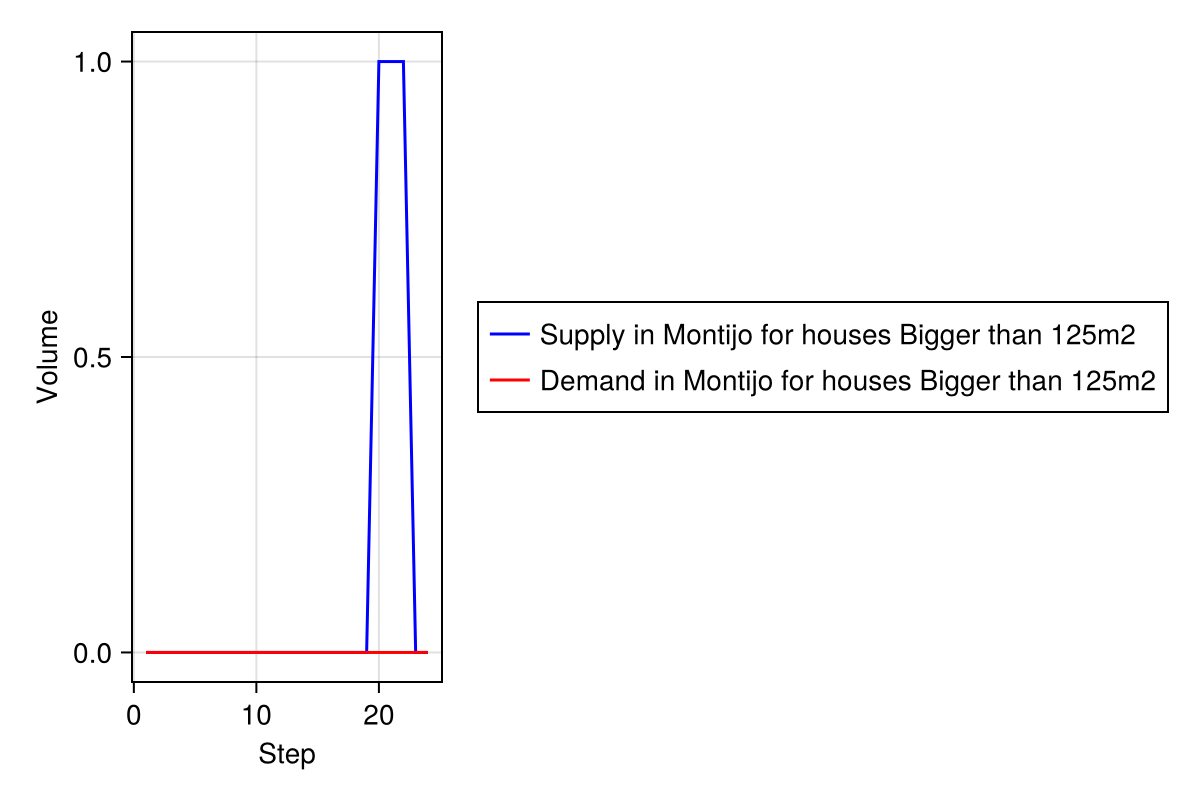 1.0
0.5
0.0
Volume
0
10
20
Step
Supply in Montijo for houses Bigger than 125m2
Demand in Montijo for houses Bigger than 125m2